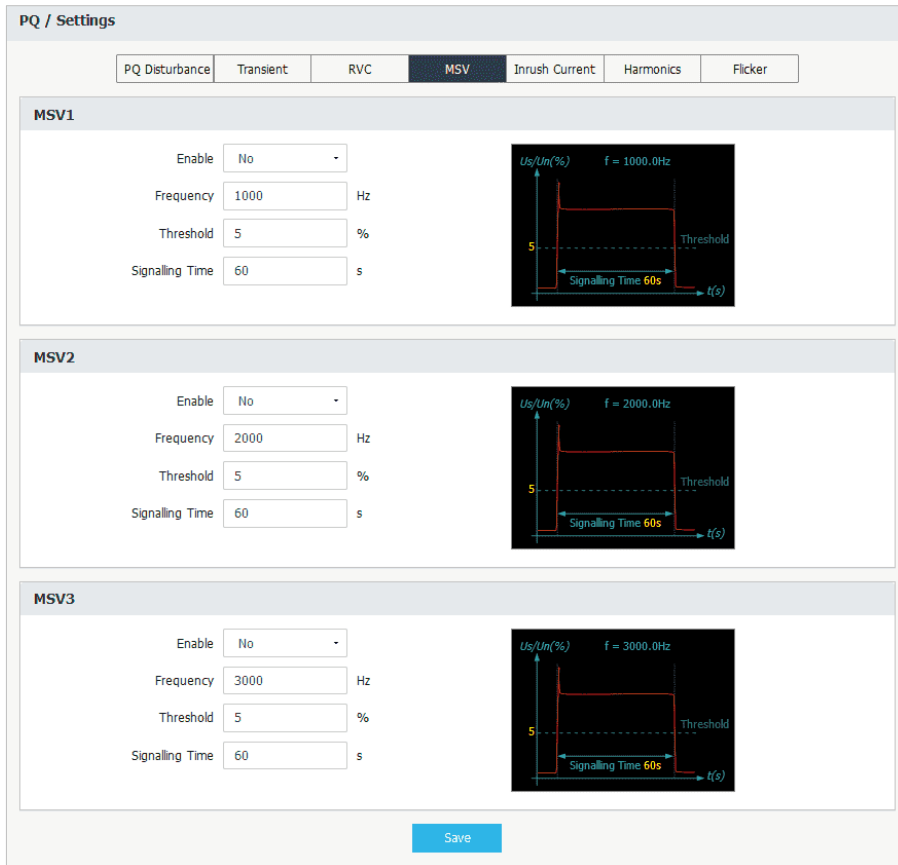 PQ / Settings
PQ Disturbance Transient RVC MSV Inrush Current Harmonics Flicker
MSV1
Enable No
Frequency 1000 Hz
Threshold 5 %
Signalling Time 60 s
Us/Un(%) f = 1000.0Hz
Threshold
5
Signalling Time 60s
t(s)
MSV2
Enable No
Frequency 2000 Hz
Threshold 5 %
Signalling Time 60 s
Us/Un(%) f = 2000.0Hz
Threshold
5
Signalling Time 60s
t(s)
MSV3
Enable No
Frequency 3000 Hz
Threshold 5 %
Signalling Time 60 s
Us/Un(%) f = 3000.0Hz
Threshold
5
Signalling Time 60s
t(s)
Save